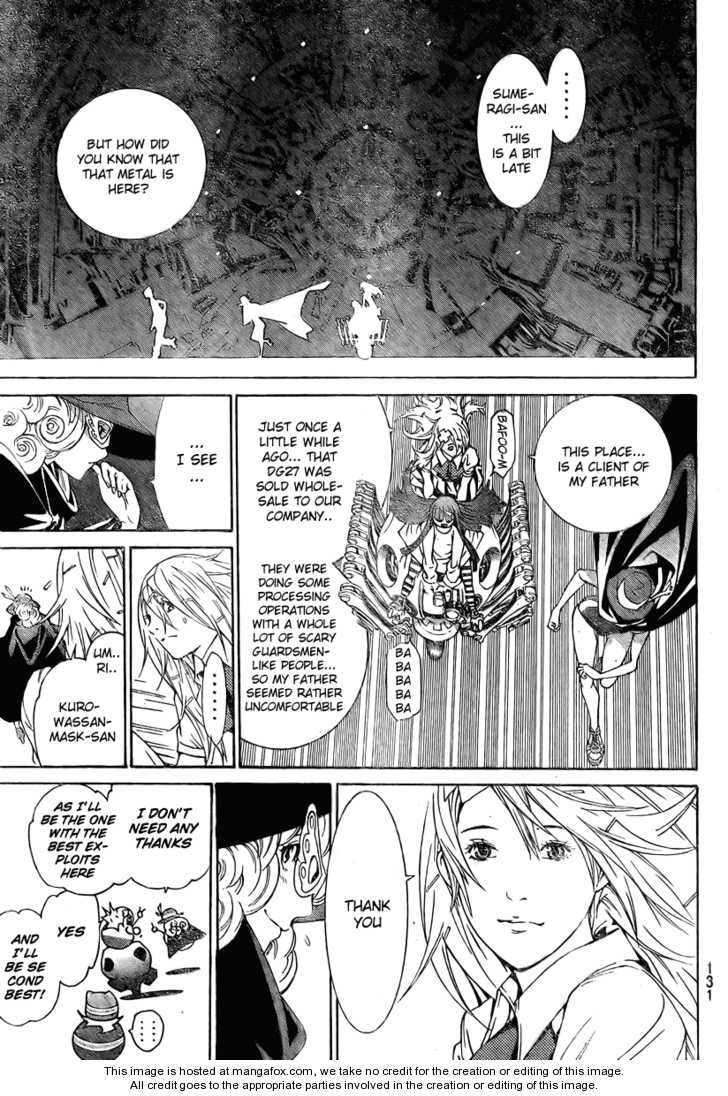 . . . . . .
SUME-
RAGI-SAN
...
THIS
IS A BIT
LATE
BUT HOW DID
YOU KNOW THAT
THAT METAL IS
HERE?
THIS PLACE...
IS A CLIENT OF
MY FATHER
BAFOO-M
BA
BA
BA
BA
BA
JUST ONCE A
LITTLE WHILE
AGO... THAT
DG27 WAS
SOLD WHOLE-
SALE TO OUR
COMPANY..
THEY WERE
DOING SOME
PROCESSING
OPERATIONS
WITH A WHOLE
LOT OF SCARY
GUARDSMEN-
LIKE PEOPLE...
SO MY FATHER
SEEMED RATHER
UNCOMFORTABLE
...
I SEE
...
. . . . . .
UM..
RI..
KURO-
WASSAN-
MASK-SAN
THANK
YOU
I DON'T
NEED ANY
THANKS
AS I'LL
BE THE ONE
WITH THE
BEST EX-
PLOITS
HERE
YES
AND
I'LL
BE SE
COND
BEST!
. . . .
131
This image is hosted at mangafox.com, we take no credit for the creation or editing of this image.
All credit goes to the appropriate parties involved in the creation or editing of this image.